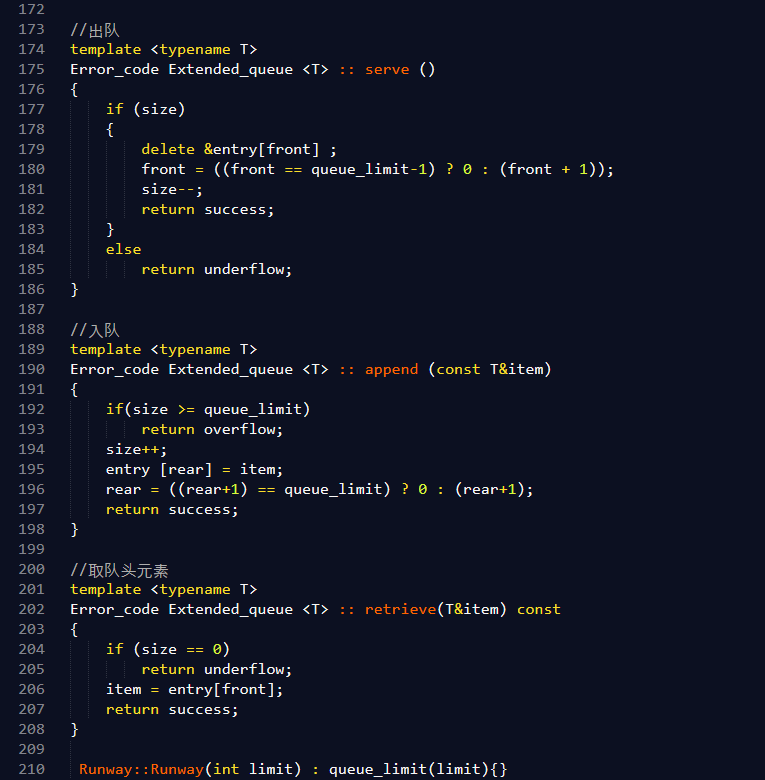 172
173 //出队
174 template <typename T>
175 Error_code Extended_queue <T> :: serve ()
176 {
177     if (size)
178     {
179         delete &entry[front] ;
180         front = ((front == queue_limit-1) ? 0 : (front + 1));
181         size--;
182         return success;
183     }
184     else
185         return underflow;
186 }
187
188 //入队
189 template <typename T>
190 Error_code Extended_queue <T> :: append (const T&item)
191 {
192     if(size >= queue_limit)
193         return overflow;
194     size++;
195     entry [rear] = item;
196     rear = ((rear+1) == queue_limit) ? 0 : (rear+1);
197     return success;
198 }
199
200 //取队头元素
201 template <typename T>
202 Error_code Extended_queue <T> :: retrieve(T&item) const
203 {
204     if (size == 0)
205         return underflow;
206     item = entry[front];
207     return success;
208 }
209
210  Runway::Runway(int limit) : queue_limit(limit){}